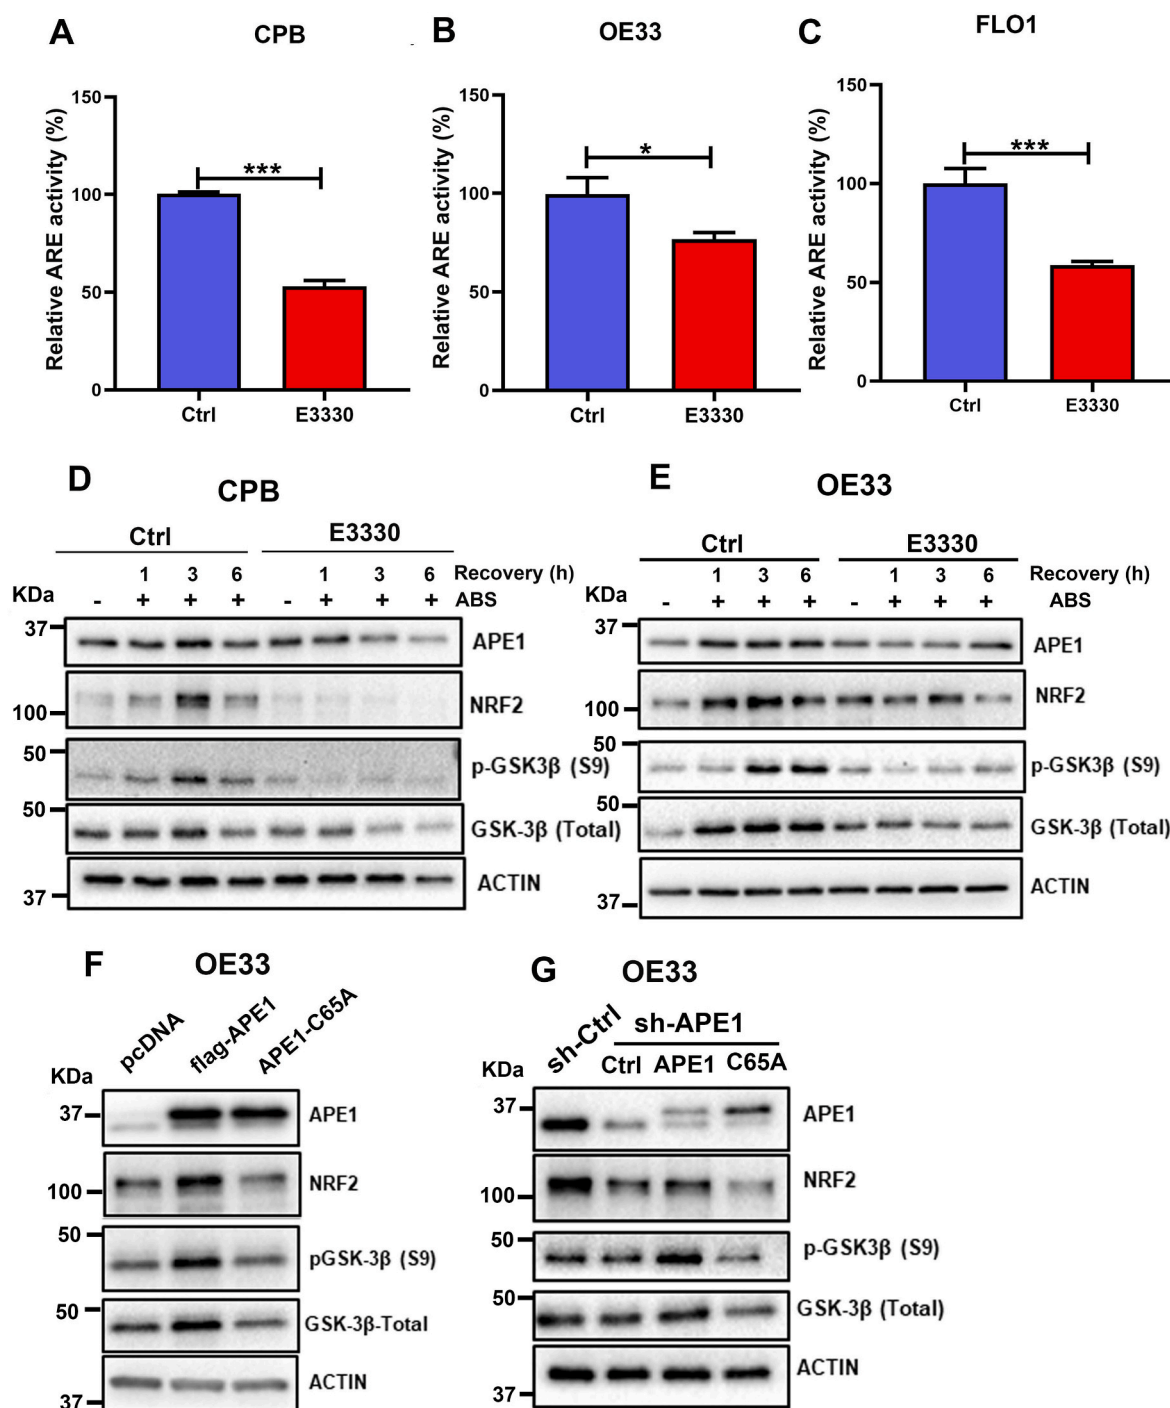 A
CPB
Relative ARE activity (%)
150
100
50
0
***
Ctrl
E3330
B
OE33
Relative ARE activity (%)
150
100
50
0
*
Ctrl
E3330
C
FLO1
Relative ARE activity (%)
150
100
50
0
***
Ctrl
E3330
D
CPB
Ctrl E3330
1 3 6 1 3 6 Recovery (h)
KDa - + + + - + + + ABS
37 APE1
100 NRF2
50 p-GSK3β (S9)
50 GSK-3β (Total)
37 ACTIN
E
OE33
Ctrl E3330
1 3 6 1 3 6 Recovery (h)
KDa - + + + - + + + ABS
37 APE1
100 NRF2
50 p-GSK3β (S9)
50 GSK-3β (Total)
37 ACTIN
F
OE33
pcDNA flag-APE1 APE1-C65A
KDa
37 APE1
100 NRF2
50 pGSK-3β (S9)
50 GSK-3β-Total
37 ACTIN
G
OE33
sh-Ctrl sh-APE1
KDa Ctrl APE1 C65A
37 APE1
100 NRF2
50 p-GSK3β (S9)
50 GSK-3β (Total)
37 ACTIN